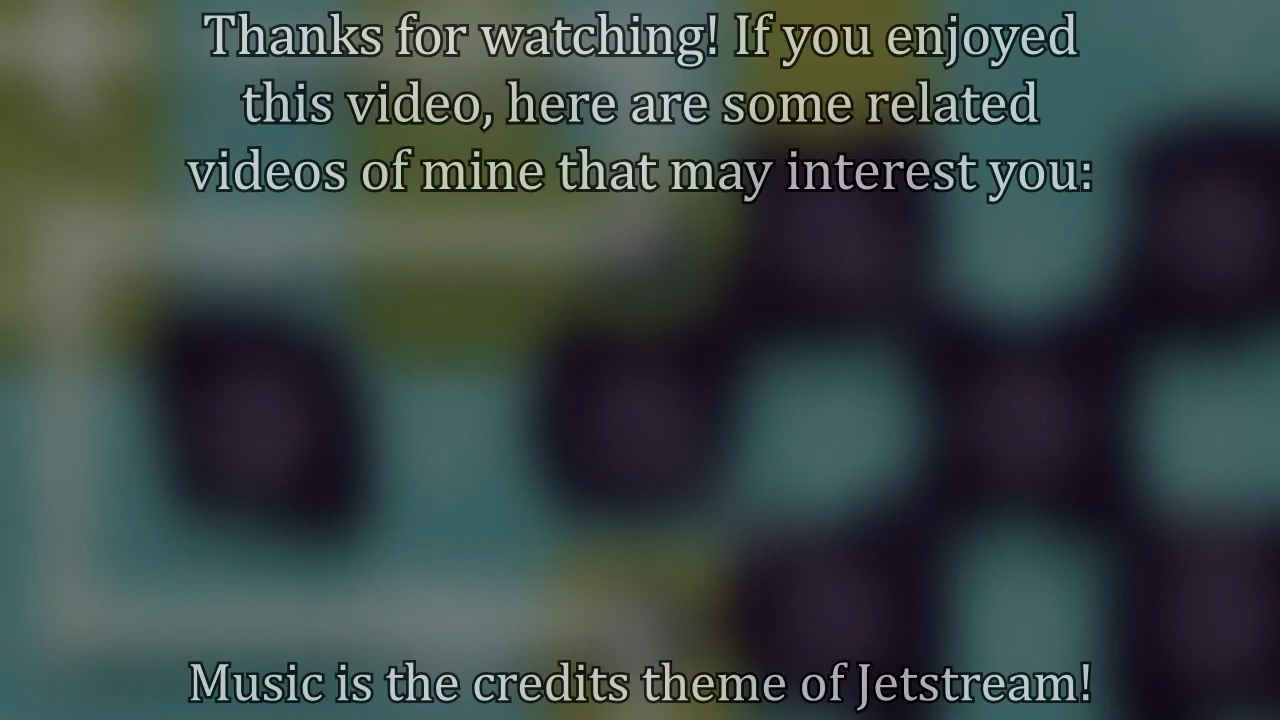 Thanks for watching! If you enjoyed
this video, here are some related
videos of mine that may interest you:
Music is the credits theme of Jetstream!